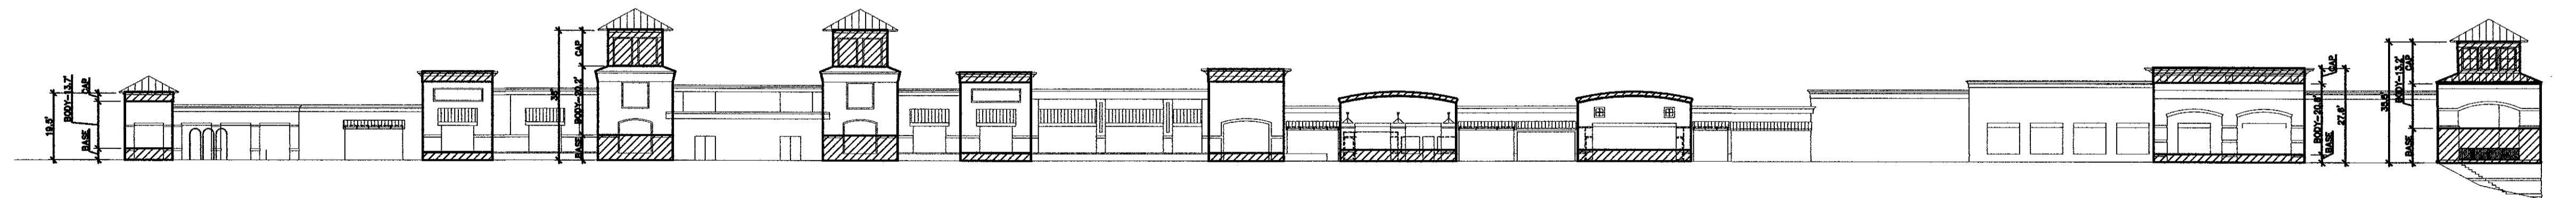 19.5'
BASE
BODY-13.7'
CAP
38'
BASE
BODY-20.2'
CAP
BODY-20.8'
BASE
CAP
27.6'
35.5'
BASE
BODY-13.2'
CAP